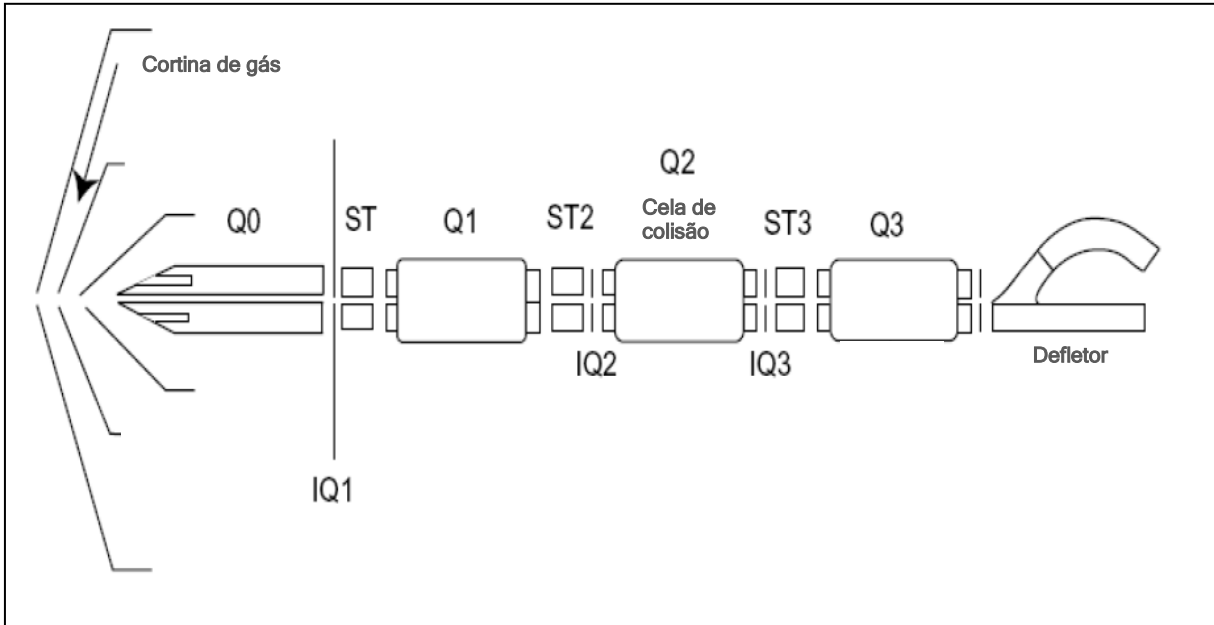 Cortina de gás
Q2
Q0
ST
Q1
ST2
Cela de
colisão
ST3
Q3
IQ2
IQ3
Defletor
IQ1